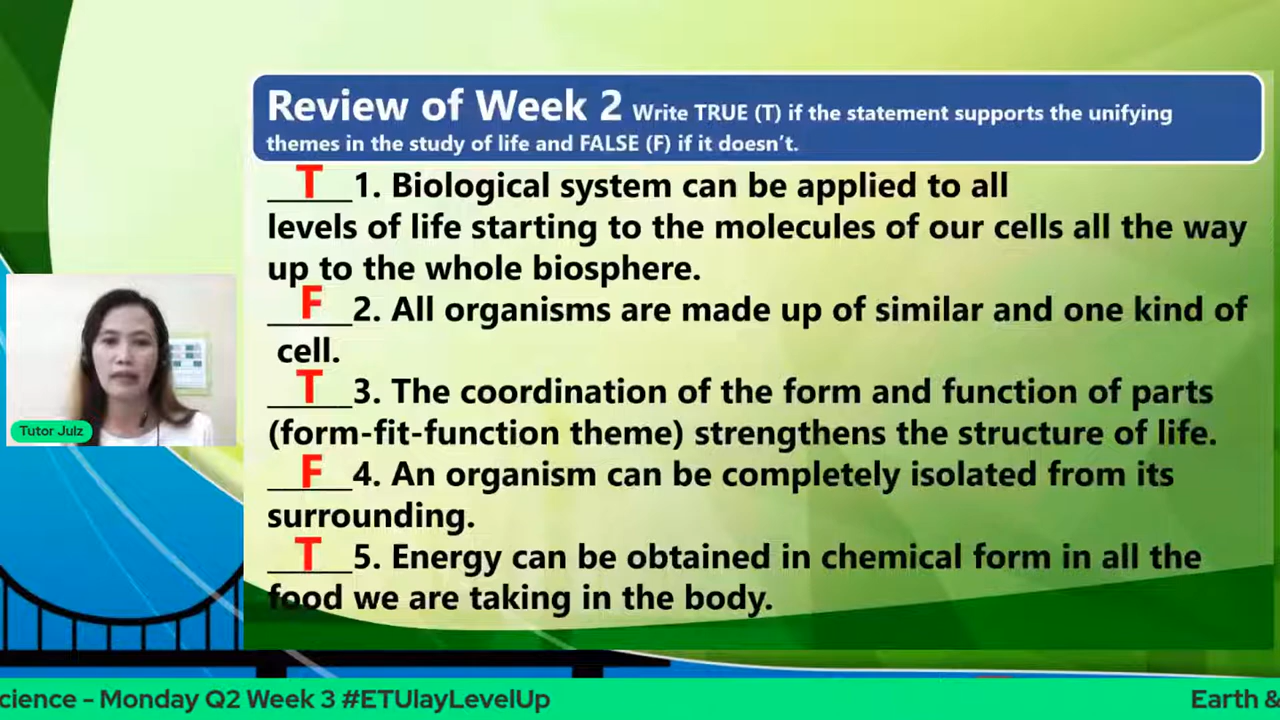 Review of Week 2 Write TRUE (T) if the statement supports the unifying
themes in the study of life and FALSE (F) if it doesn't.
__T__1. Biological system can be applied to all
levels of life starting to the molecules of our cells all the way
up to the whole biosphere.
__F__2. All organisms are made up of similar and one kind of
cell.
__T__3. The coordination of the form and function of parts
(form-fit-function theme) strengthens the structure of life.
__F__4. An organism can be completely isolated from its
surrounding.
__T__5. Energy can be obtained in chemical form in all the
food we are taking in the body.
Tutor Julz
cience - Monday Q2 Week 3 #ETUlayLevelUp
Earth &